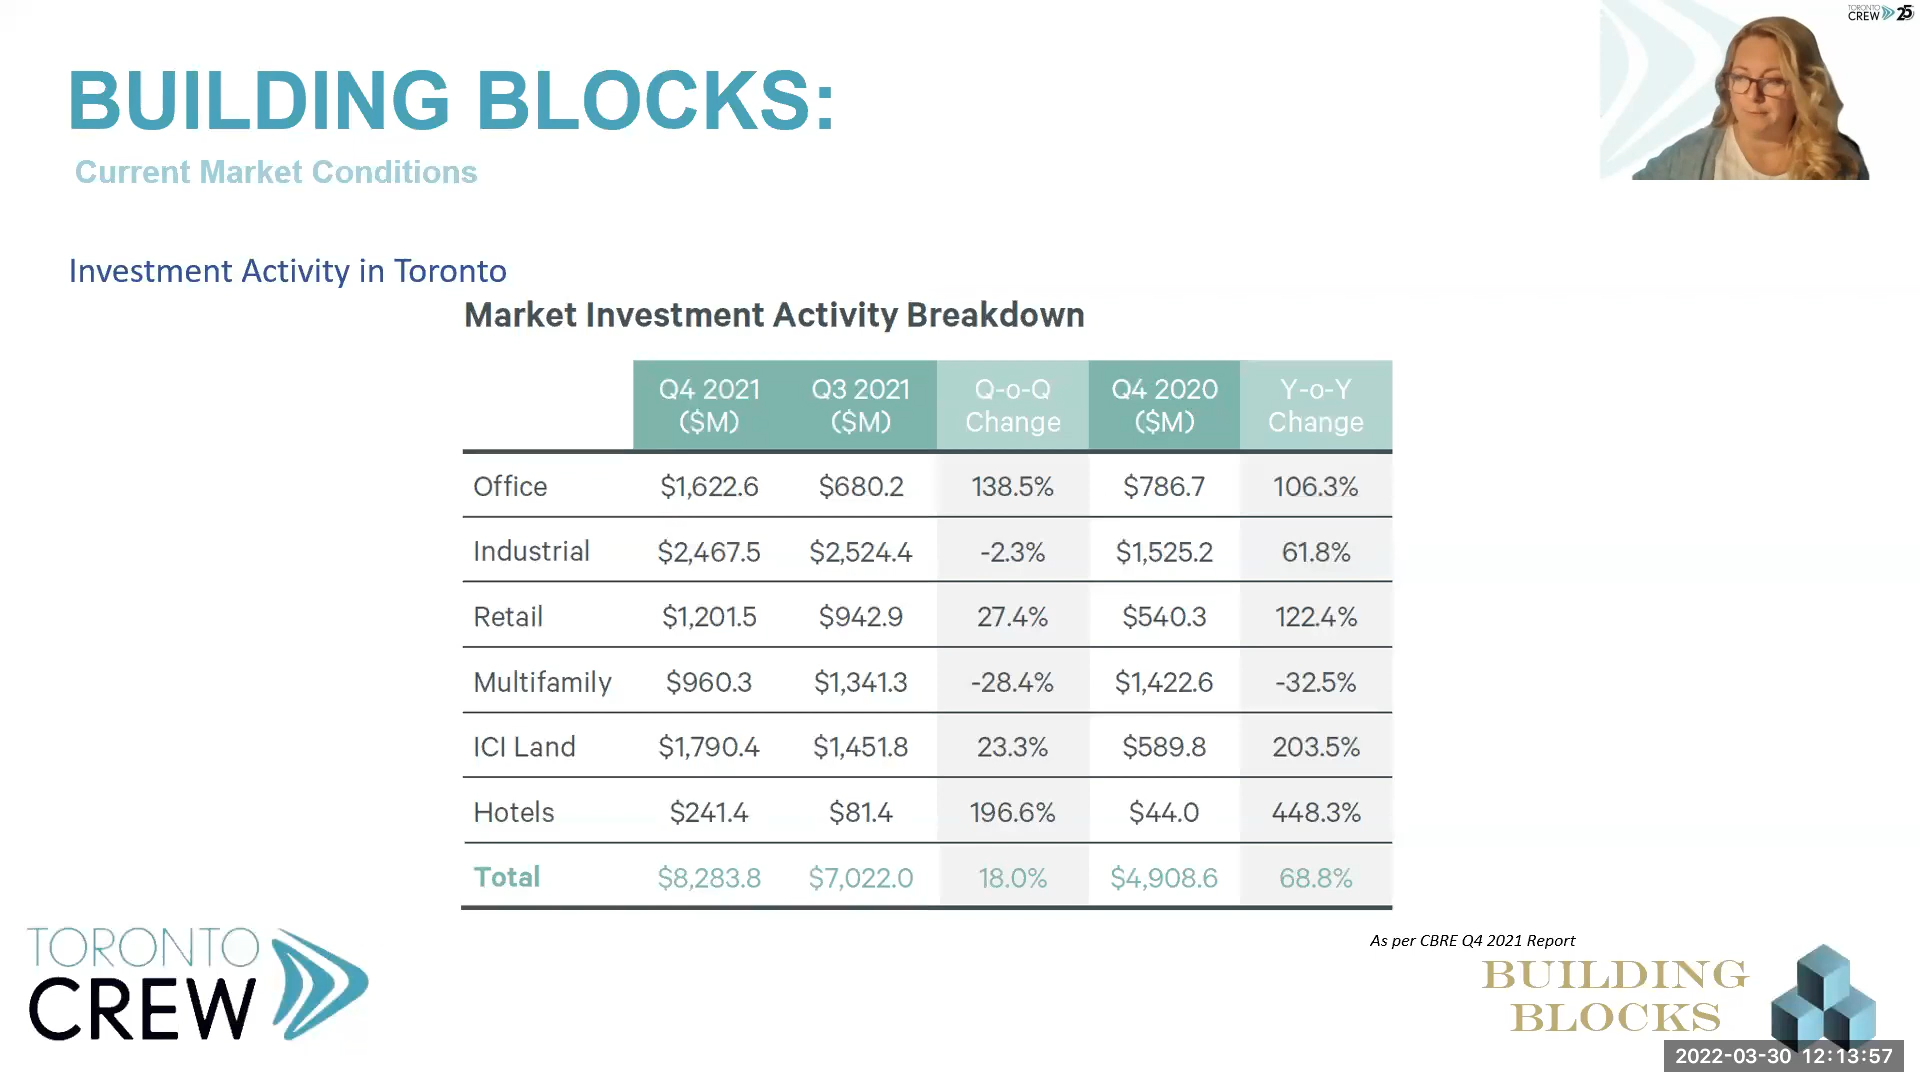 TORONTO
CREW 25
BUILDING BLOCKS:
Current Market Conditions
Investment Activity in Toronto
Market Investment Activity Breakdown
Q4 2021 ($M) Q3 2021 ($M) Q-o-Q Change Q4 2020 ($M) Y-o-Y Change
Office $1,622.6 $680.2 138.5% $786.7 106.3%
Industrial $2,467.5 $2,524.4 -2.3% $1,525.2 61.8%
Retail $1,201.5 $942.9 27.4% $540.3 122.4%
Multifamily $960.3 $1,341.3 -28.4% $1,422.6 -32.5%
ICI Land $1,790.4 $1,451.8 23.3% $589.8 203.5%
Hotels $241.4 $81.4 196.6% $44.0 448.3%
Total $8,283.8 $7,022.0 18.0% $4,908.6 68.8%
As per CBRE Q4 2021 Report
TORONTO
CREW
BUILDING
BLOCKS
2022-03-30 12:13:57